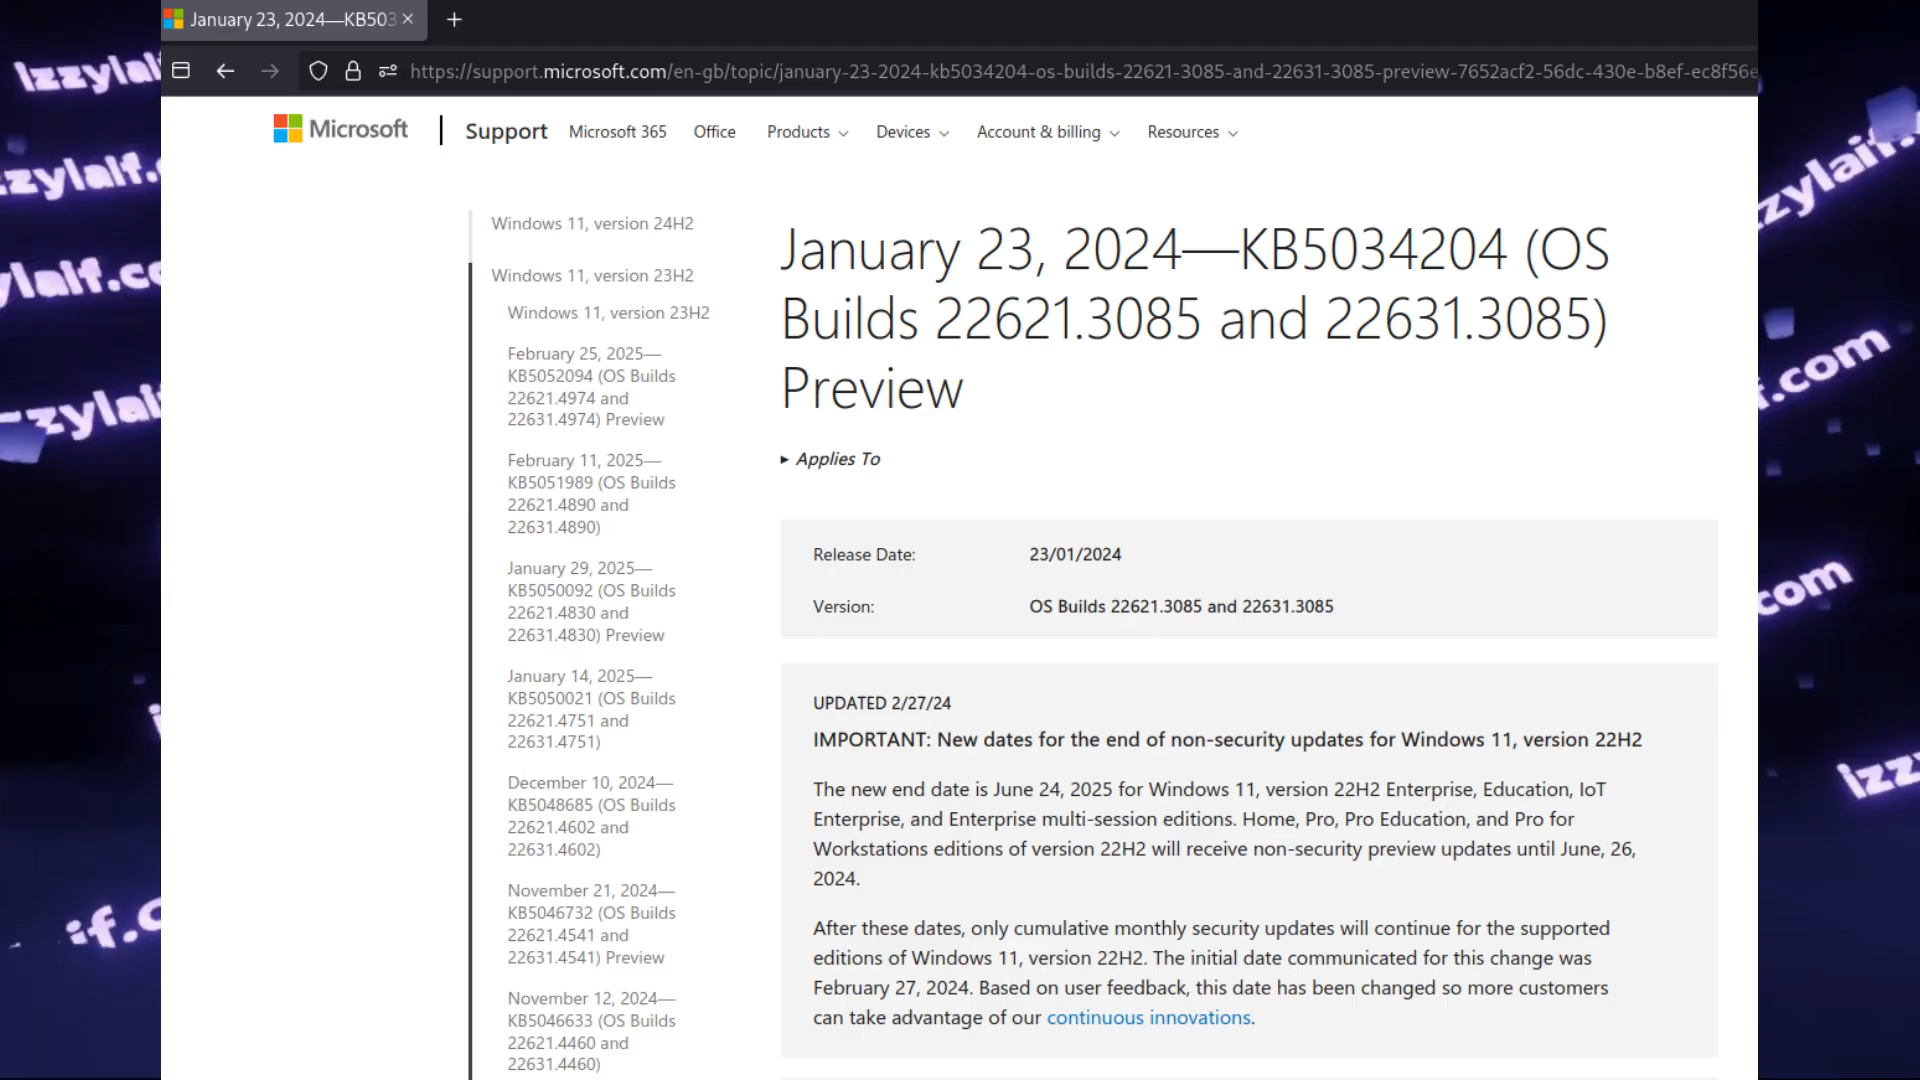 January 23, 2024—KB503
https://support.microsoft.com/en-gb/topic/january-23-2024-kb5034204-os-builds-22621-3085-and-22631-3085-preview-7652acf2-56dc-430e-b8ef-ec8f56e
Microsoft
Support
Microsoft 365
Office
Products
Devices
Account & billing
Resources
Windows 11, version 24H2
Windows 11, version 23H2
Windows 11, version 23H2
February 25, 2025—
KB5052094 (OS Builds
22621.4974 and
22631.4974) Preview
February 11, 2025—
KB5051989 (OS Builds
22621.4890 and
22631.4890)
January 29, 2025—
KB5050092 (OS Builds
22621.4830 and
22631.4830) Preview
January 14, 2025—
KB5050021 (OS Builds
22621.4751 and
22631.4751)
December 10, 2024—
KB5048685 (OS Builds
22621.4602 and
22631.4602)
November 21, 2024—
KB5046732 (OS Builds
22621.4541 and
22631.4541) Preview
November 12, 2024—
KB5046633 (OS Builds
22621.4460 and
22631.4460)
January 23, 2024—KB5034204 (OS
Builds 22621.3085 and 22631.3085)
Preview
Applies To
Release Date:
23/01/2024
Version:
OS Builds 22621.3085 and 22631.3085
UPDATED 2/27/24
IMPORTANT: New dates for the end of non-security updates for Windows 11, version 22H2
The new end date is June 24, 2025 for Windows 11, version 22H2 Enterprise, Education, IoT
Enterprise, and Enterprise multi-session editions. Home, Pro, Pro Education, and Pro for
Workstations editions of version 22H2 will receive non-security preview updates until June, 26,
2024.
After these dates, only cumulative monthly security updates will continue for the supported
editions of Windows 11, version 22H2. The initial date communicated for this change was
February 27, 2024. Based on user feedback, this date has been changed so more customers
can take advantage of our continuous innovations.
izzylaif
zzylaif.c
ylaif.co
zzylaif
if.c
zylaif.
f.com
com
izzy